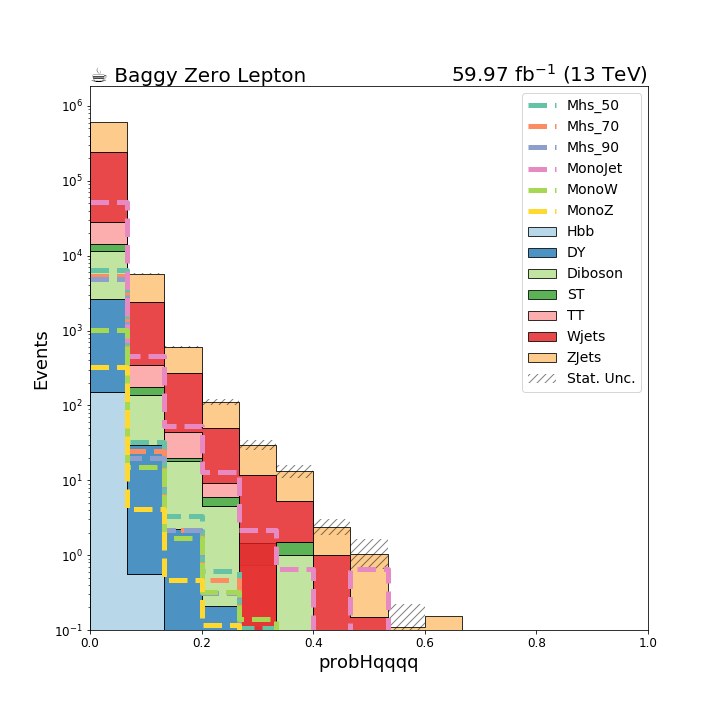 ☕ Baggy Zero Lepton
59.97 fb⁻¹ (13 TeV)
Events
10⁶
10⁵
10⁴
10³
10²
10¹
10⁰
10⁻¹
Mhs_50
Mhs_70
Mhs_90
MonoJet
MonoW
MonoZ
Hbb
DY
Diboson
ST
TT
Wjets
ZJets
Stat. Unc.
0.0 0.2 0.4 0.6 0.8 1.0
probHqqqq